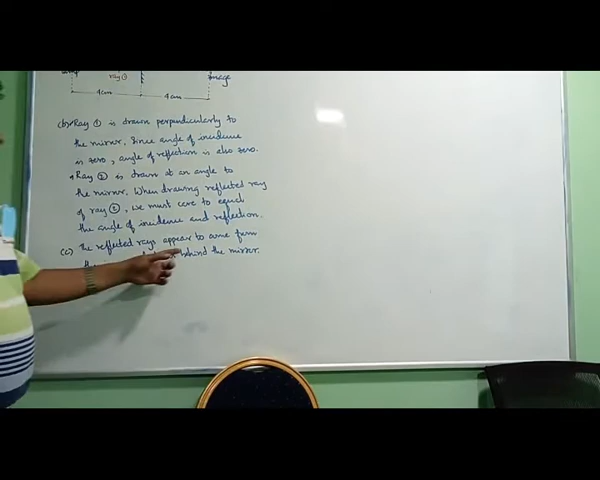 ray ①
image
4cm 4cm
(b) * Ray ① is drawn perpendicularly to
the mirror. Since angle of incidence
is zero, angle of reflection is also zero.
* Ray ② is drawn at an angle to
the mirror. When drawing reflected ray
of ray ②, we must care to equal
the angle of incidence and reflection.
(c) The reflected rays appear to come from
behind the mirror.